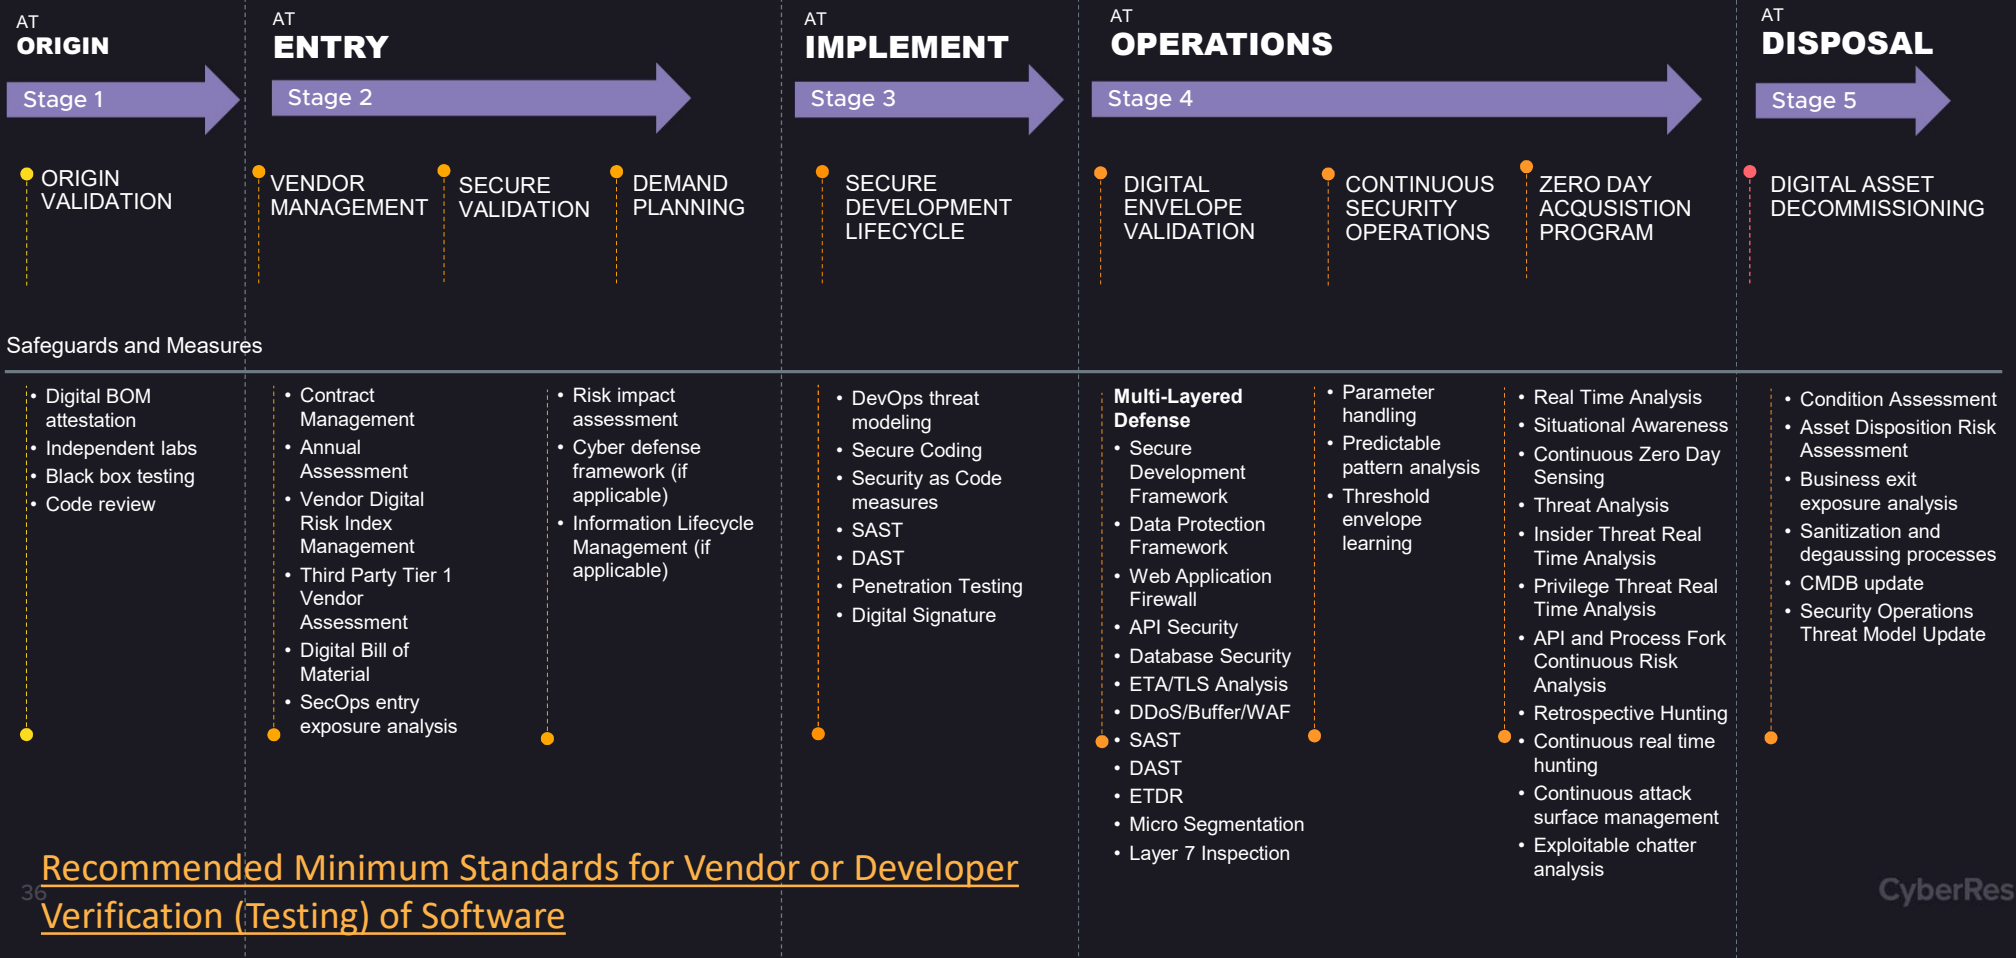 AT
ORIGIN
AT
ENTRY
AT
IMPLEMENT
AT
OPERATIONS
AT
DISPOSAL
Stage 1
Stage 2
Stage 3
Stage 4
Stage 5
ORIGIN
VALIDATION
VENDOR
MANAGEMENT
SECURE
VALIDATION
DEMAND
PLANNING
SECURE
DEVELOPMENT
LIFECYCLE
DIGITAL
ENVELOPE
VALIDATION
CONTINUOUS
SECURITY
OPERATIONS
ZERO DAY
ACQUSISTION
PROGRAM
DIGITAL ASSET
DECOMMISSIONING
Safeguards and Measures
• Digital BOM
attestation
• Independent labs
• Black box testing
• Code review
• Contract
Management
• Annual
Assessment
• Vendor Digital
Risk Index
Management
• Third Party Tier 1
Vendor
Assessment
• Digital Bill of
Material
• SecOps entry
exposure analysis
• Risk impact
assessment
• Cyber defense
framework (if
applicable)
• Information Lifecycle
Management (if
applicable)
• DevOps threat
modeling
• Secure Coding
• Security as Code
measures
• SAST
• DAST
• Penetration Testing
• Digital Signature
Multi-Layered
Defense
• Secure
Development
Framework
• Data Protection
Framework
• Web Application
Firewall
• API Security
• Database Security
• ETA/TLS Analysis
• DDoS/Buffer/WAF
• SAST
• DAST
• ETDR
• Micro Segmentation
• Layer 7 Inspection
• Parameter
handling
• Predictable
pattern analysis
• Threshold
envelope
learning
• Real Time Analysis
• Situational Awareness
• Continuous Zero Day
Sensing
• Threat Analysis
• Insider Threat Real
Time Analysis
• Privilege Threat Real
Time Analysis
• API and Process Fork
Continuous Risk
Analysis
• Retrospective Hunting
• Continuous real time
hunting
• Continuous attack
surface management
• Exploitable chatter
analysis
• Condition Assessment
• Asset Disposition Risk
Assessment
• Business exit
exposure analysis
• Sanitization and
degaussing processes
• CMDB update
• Security Operations
Threat Model Update
Recommended Minimum Standards for Vendor or Developer
Verification (Testing) of Software
36
CyberRes